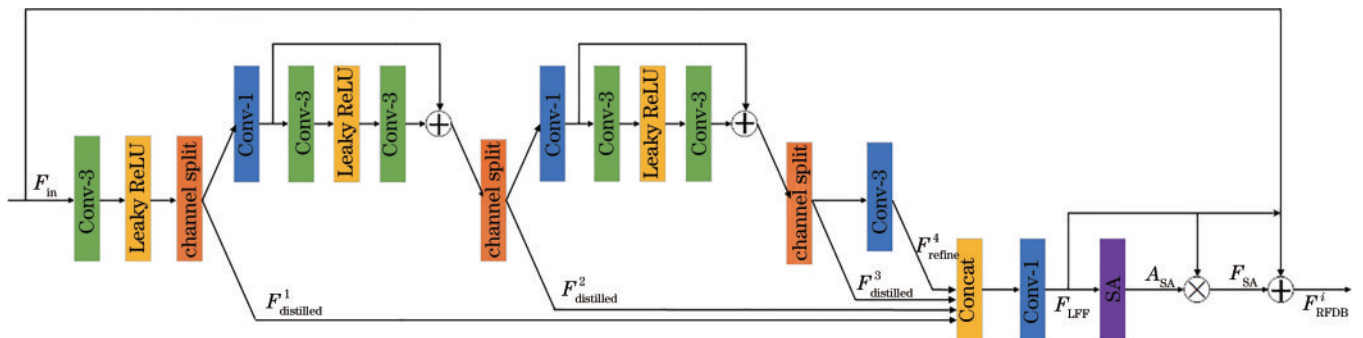 F_in
Conv-3
Leaky ReLU
channel split
Conv-1
Conv-3
Leaky ReLU
Conv-3
+
channel split
Conv-1
Conv-3
Leaky ReLU
Conv-3
+
channel split
Conv-3
F^1_distilled
F^2_distilled
F^3_distilled
F^4_refine
Concat
Conv-1
F_LFF
SA
A_SA
×
F_SA
+
F^i_RFDB